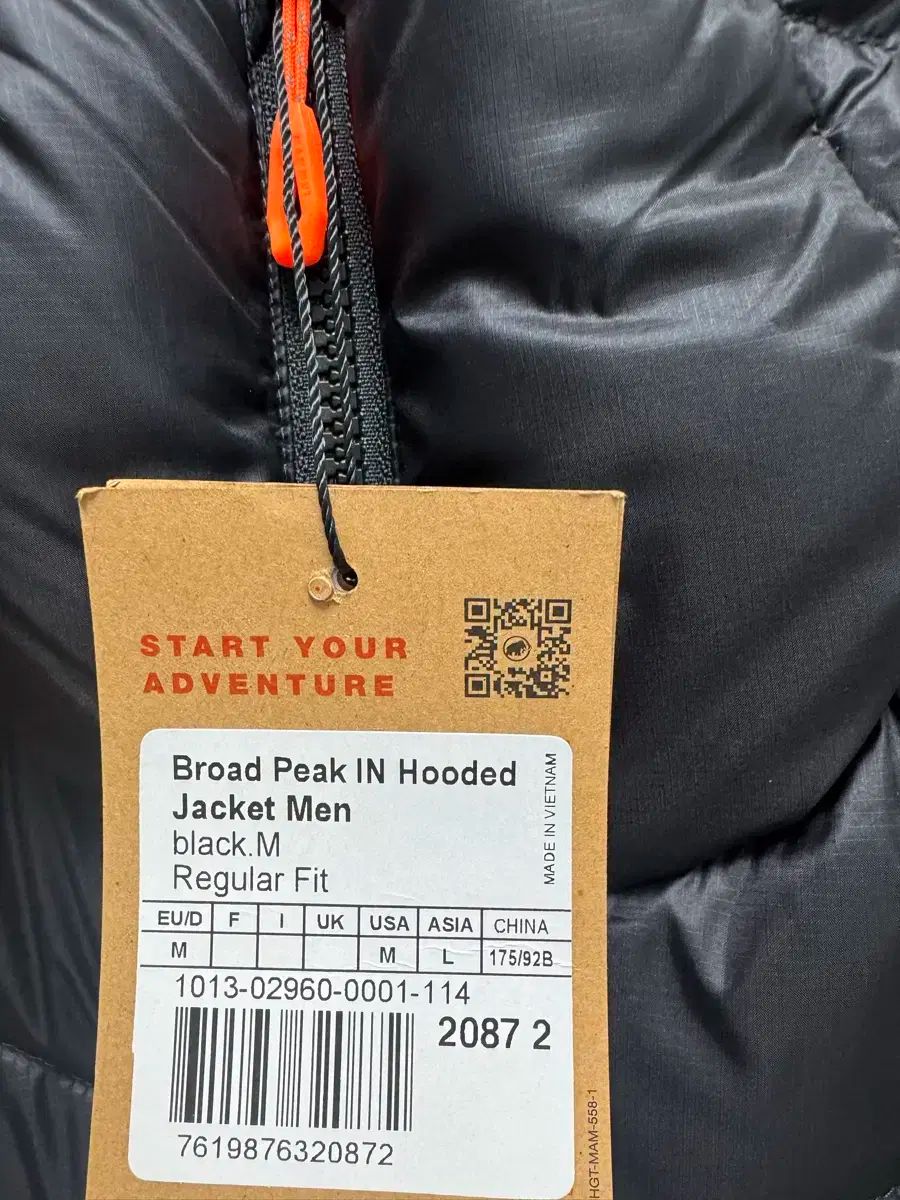 START YOUR
ADVENTURE
Broad Peak IN Hooded
Jacket Men
black.M
Regular Fit
MADE IN VIETNAM
EU/D F I UK USA ASIA CHINA
M M L 175/92B
1013-02960-0001-114
2087 2
7619876320872
HGT-MAM-558-1